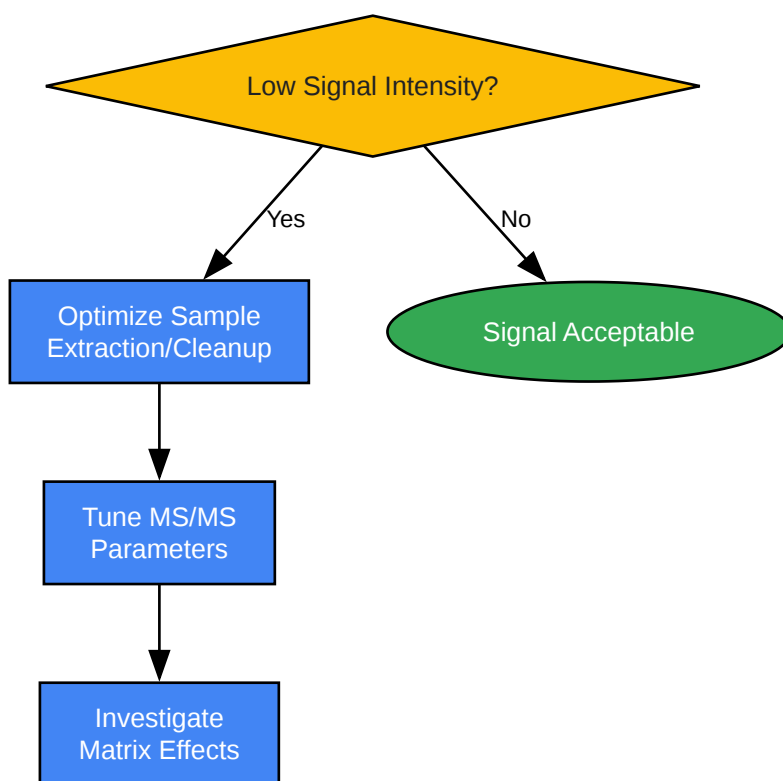 Low Signal Intensity?
Yes
No
Optimize Sample
Extraction/Cleanup
Signal Acceptable
Tune MS/MS
Parameters
Investigate
Matrix Effects